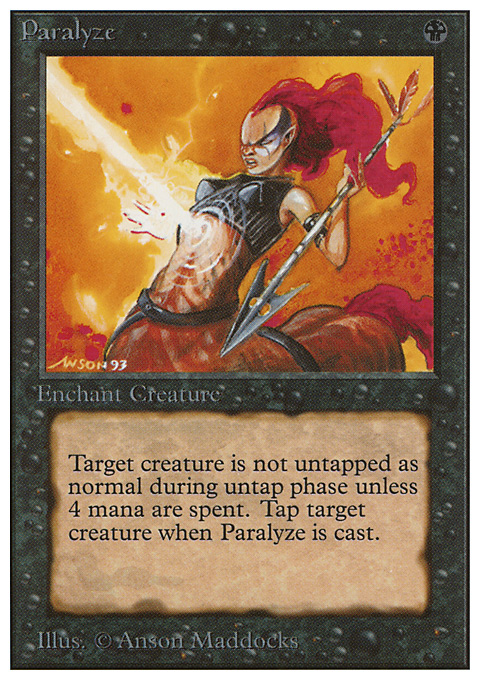 Paralyze
ANSON 93
Enchant Creature
Target creature is not untapped as
normal during untap phase unless
4 mana are spent. Tap target
creature when Paralyze is cast.
Illus. © Anson Maddocks